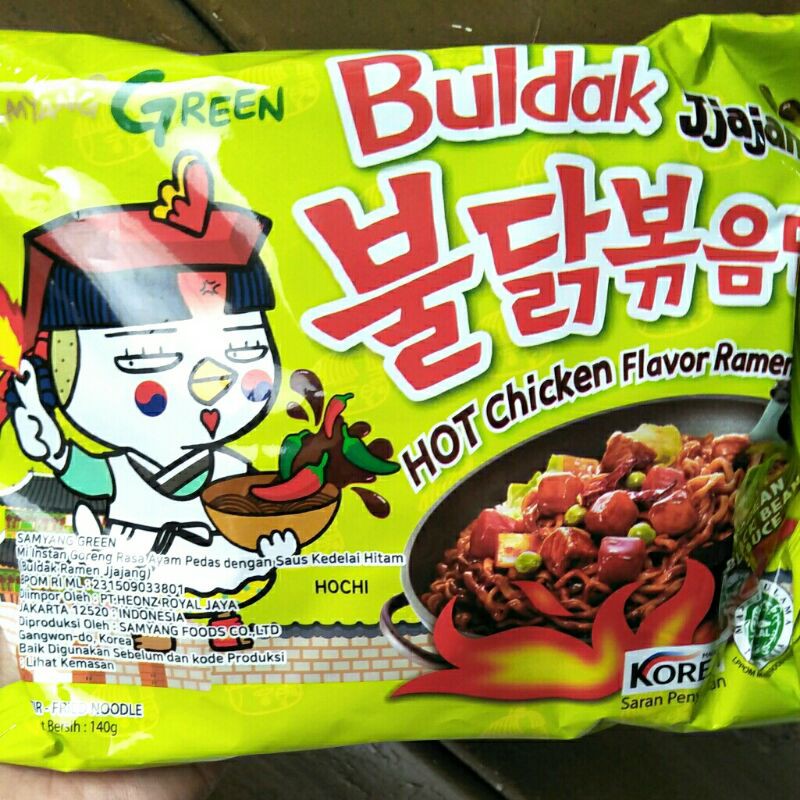 GREEN
Buldak
불닭볶음
HOT Chicken Flavor Ramen
SAMYANG GREEN
Mi Instan Goreng Rasa Ayam Pedas dengan Saus Kedelai Hitam
(Buldak Ramen Jjajang)
BPOM RI ML : 231509033801
Diimpor Oleh : PT HEONZ ROYAL JAYA
JAKARTA 12520 - INDONESIA
Diproduksi Oleh : SAMYANG FOODS CO.,LTD
Gangwon-do, Korea
Baik Digunakan Sebelum dan kode Produksi
: Lihat Kemasan
HOCHI
NOODLE
: 140g
Saran
SAUCE